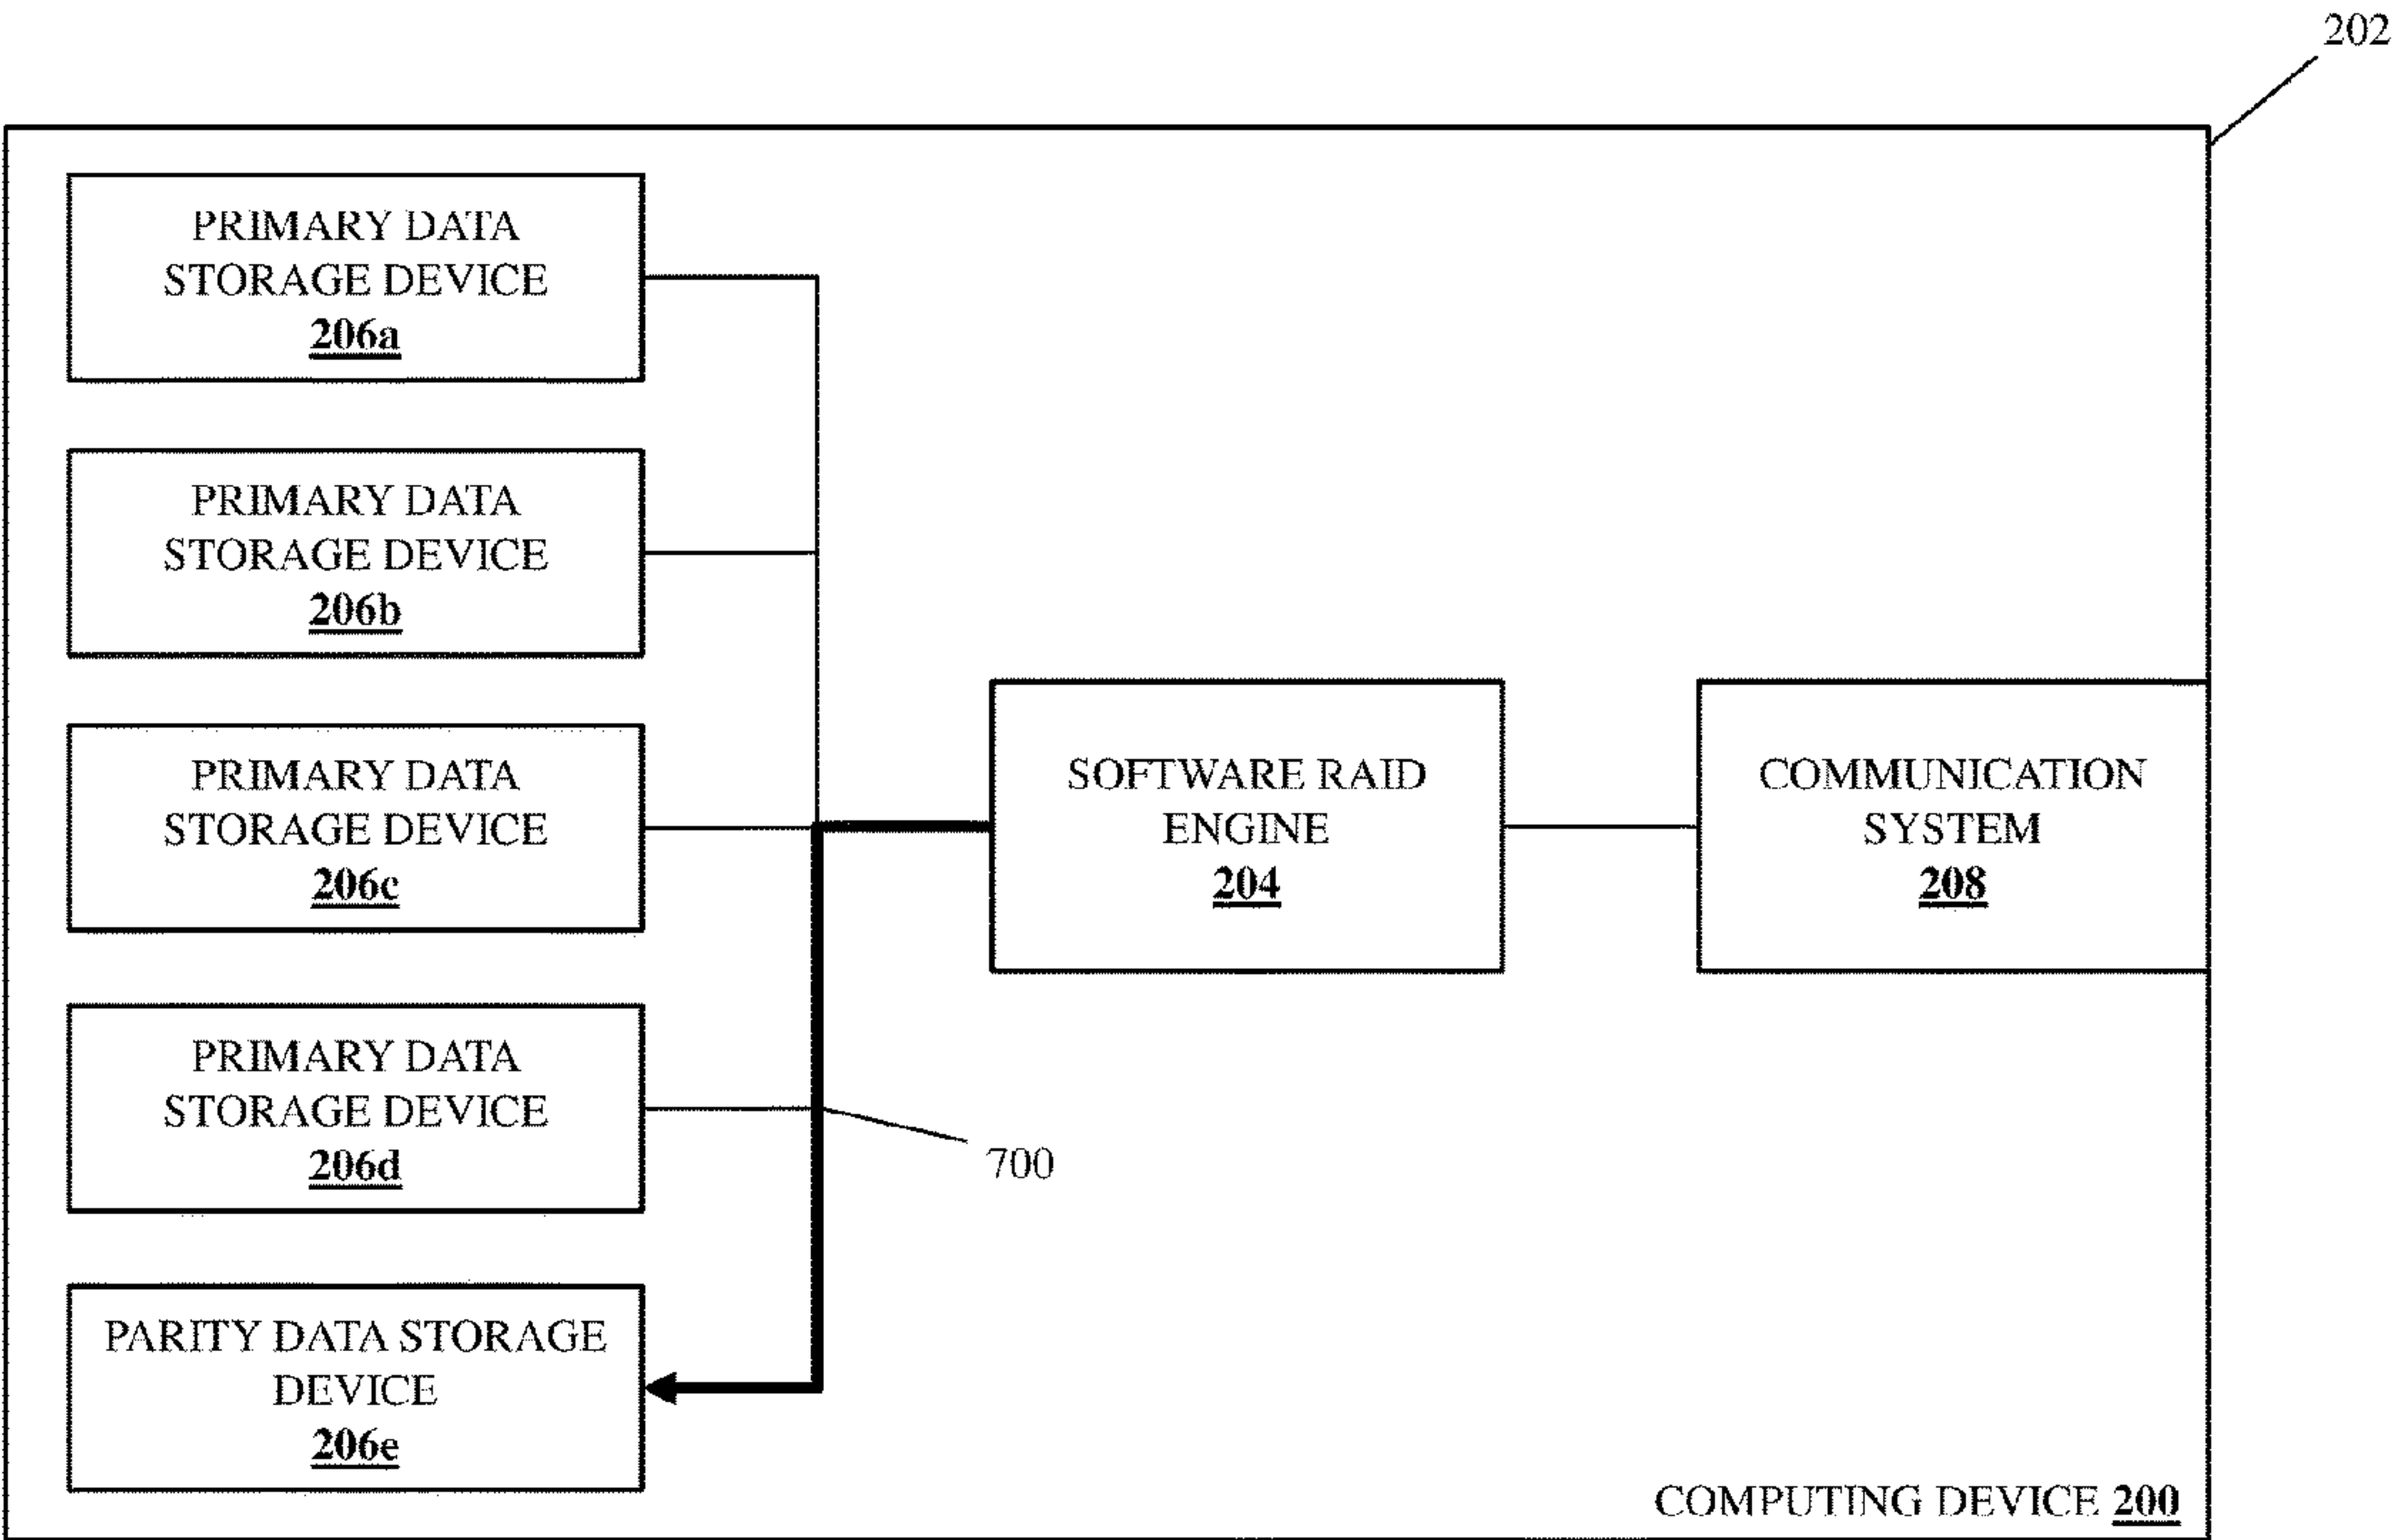 202
PRIMARY DATA
STORAGE DEVICE
206a
PRIMARY DATA
STORAGE DEVICE
206b
PRIMARY DATA
STORAGE DEVICE
206c
SOFTWARE RAID
ENGINE
204
COMMUNICATION
SYSTEM
208
PRIMARY DATA
STORAGE DEVICE
206d
700
PARITY DATA STORAGE
DEVICE
206e
COMPUTING DEVICE 200